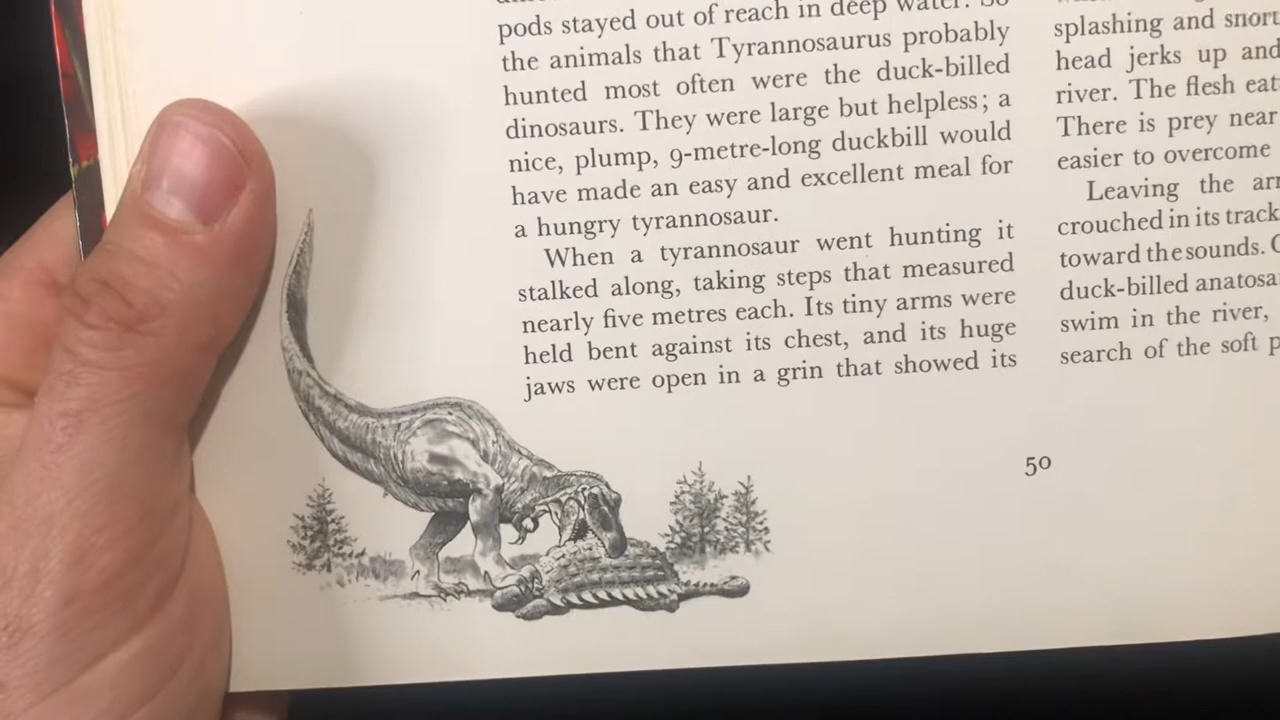 pods stayed out of reach in deep water. So
the animals that Tyrannosaurus probably
hunted most often were the duck-billed
dinosaurs. They were large but helpless; a
nice, plump, 9-metre-long duckbill would
have made an easy and excellent meal for
a hungry tyrannosaur.
When a tyrannosaur went hunting it
stalked along, taking steps that measured
nearly five metres each. Its tiny arms were
held bent against its chest, and its huge
jaws were open in a grin that showed its
splashing and snort
head jerks up and
river. The flesh eat
There is prey near
easier to overcome
Leaving the
crouched in its track
toward the sounds.
duck-billed anatosa
swim in the river,
search of the soft p
50